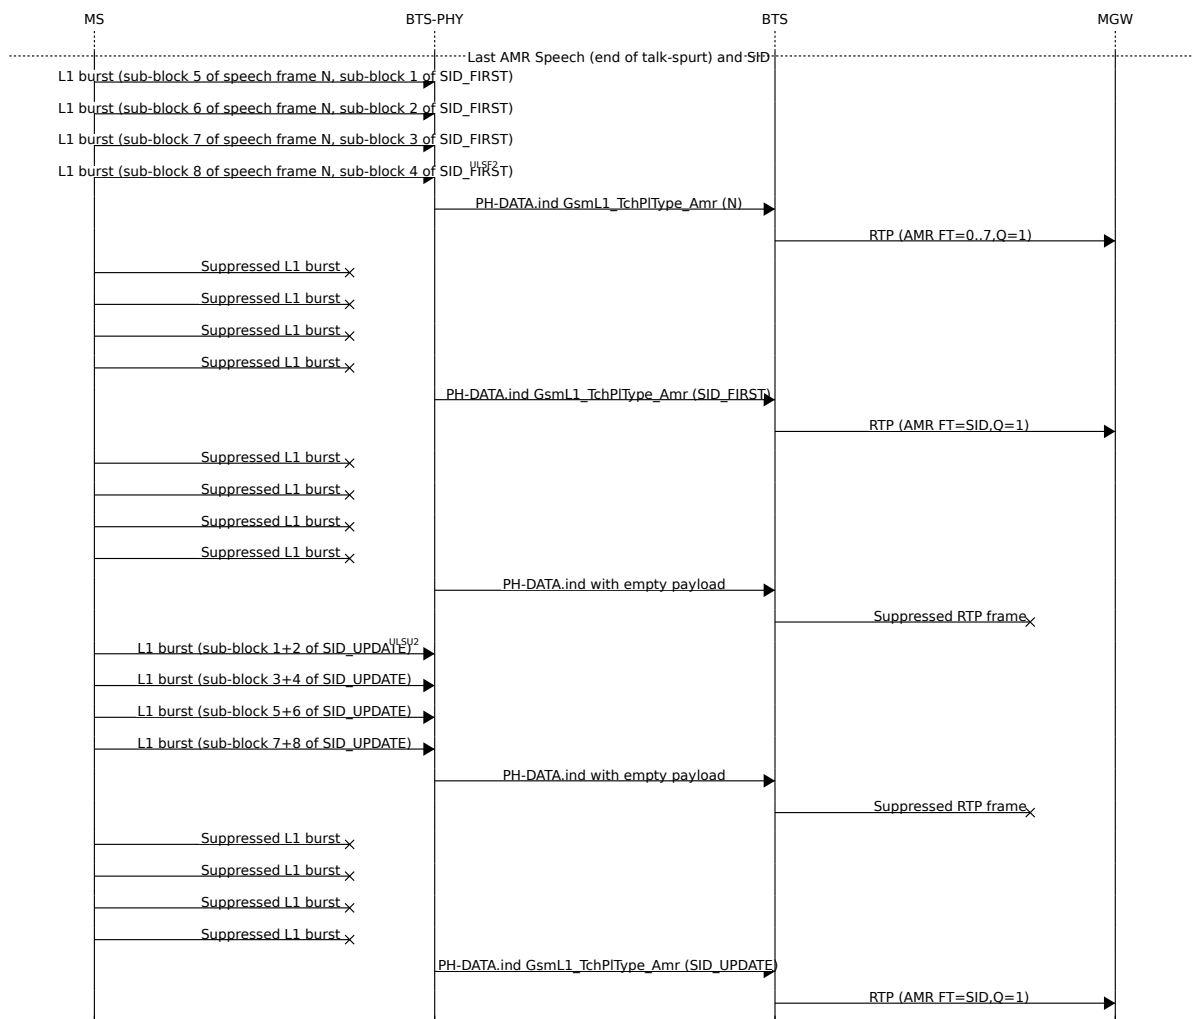 MS BTS-PHY BTS MGW
Last AMR Speech (end of talk-spurt) and SID
L1 burst (sub-block 5 of speech frame N, sub-block 1 of SID_FIRST)
L1 burst (sub-block 6 of speech frame N, sub-block 2 of SID_FIRST)
L1 burst (sub-block 7 of speech frame N, sub-block 3 of SID_FIRST)
ULSF2
L1 burst (sub-block 8 of speech frame N, sub-block 4 of SID_FIRST)
PH-DATA.ind GsmL1_TchPlType_Amr (N)
RTP (AMR FT=0..7,Q=1)
Suppressed L1 burst
Suppressed L1 burst
Suppressed L1 burst
Suppressed L1 burst
PH-DATA.ind GsmL1_TchPlType_Amr (SID_FIRST)
RTP (AMR FT=SID,Q=1)
Suppressed L1 burst
Suppressed L1 burst
Suppressed L1 burst
Suppressed L1 burst
PH-DATA.ind with empty payload
Suppressed RTP frame
ULSU2
L1 burst (sub-block 1+2 of SID_UPDATE)
L1 burst (sub-block 3+4 of SID_UPDATE)
L1 burst (sub-block 5+6 of SID_UPDATE)
L1 burst (sub-block 7+8 of SID_UPDATE)
PH-DATA.ind with empty payload
Suppressed RTP frame
Suppressed L1 burst
Suppressed L1 burst
Suppressed L1 burst
Suppressed L1 burst
PH-DATA.ind GsmL1_TchPlType_Amr (SID_UPDATE)
RTP (AMR FT=SID,Q=1)